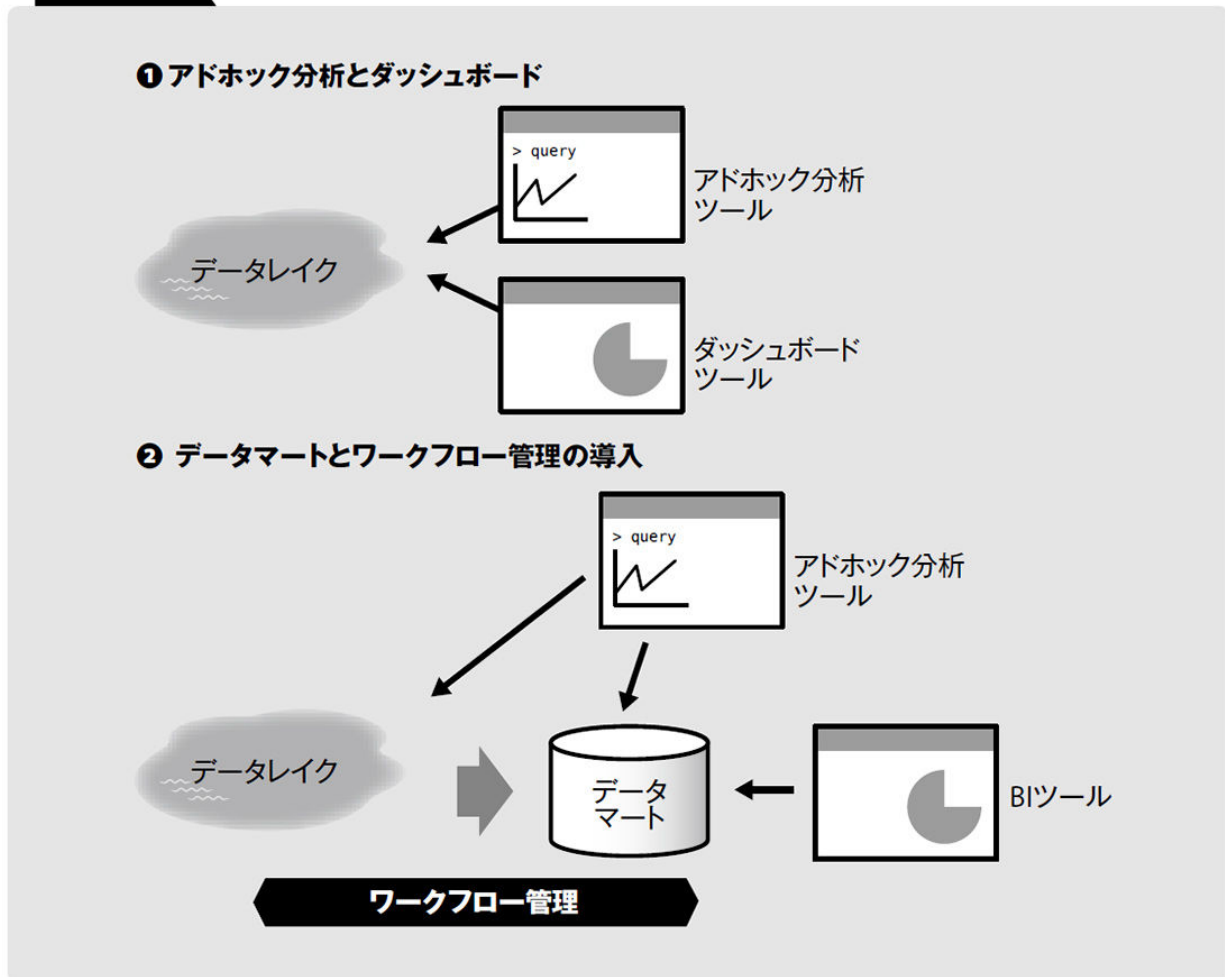 ❶ アドホック分析とダッシュボード
> query
アドホック分析
ツール
データレイク
ダッシュボード
ツール
❷ データマートとワークフロー管理の導入
> query
アドホック分析
ツール
データレイク
データ
マート
BIツール
ワークフロー管理